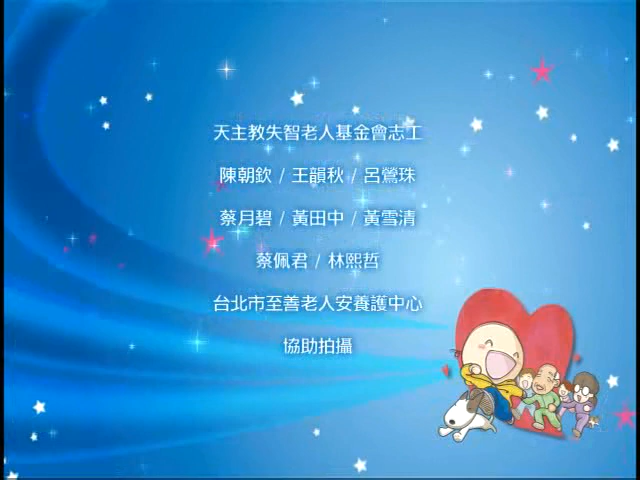 天主教失智老人基金會志工
陳朝欽 / 王韻秋 / 呂鶯珠
蔡月碧 / 黃田中 / 黃雪清
蔡佩君 / 林熙哲
台北市至善老人安養護中心
協助拍攝